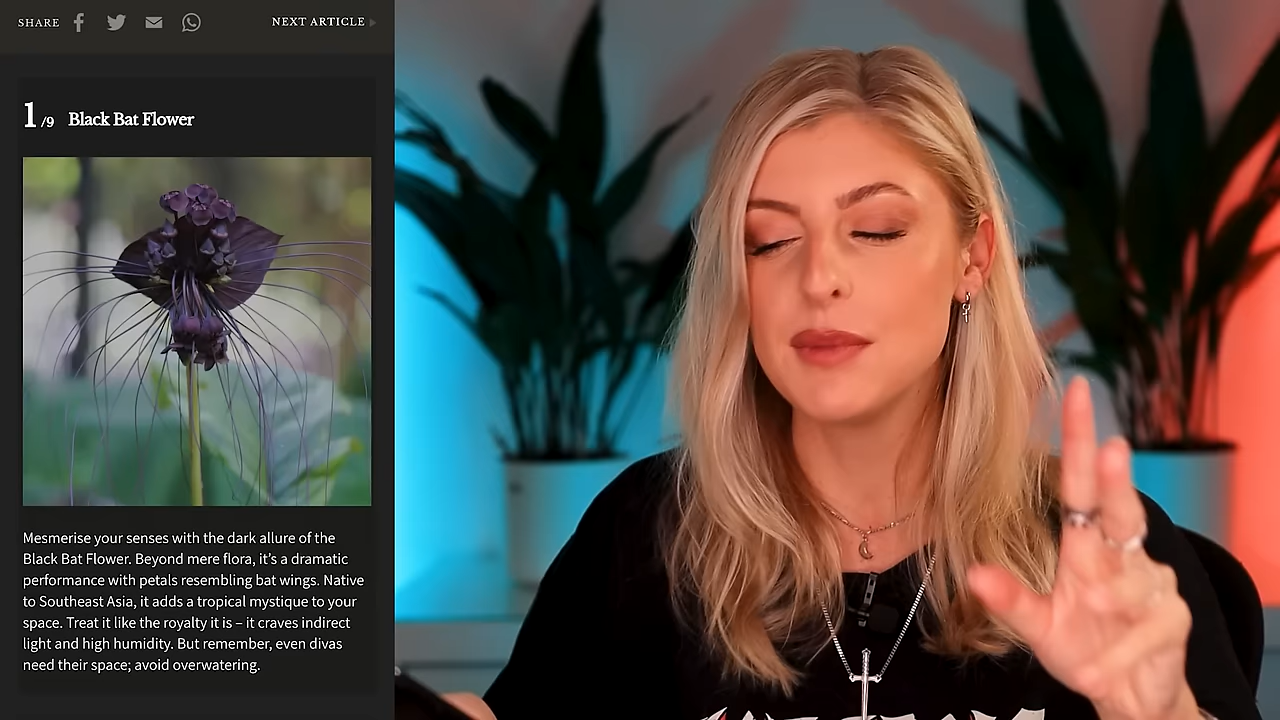 SHARE
NEXT ARTICLE
1/9 Black Bat Flower
Mesmerise your senses with the dark allure of the
Black Bat Flower. Beyond mere flora, it's a dramatic
performance with petals resembling bat wings. Native
to Southeast Asia, it adds a tropical mystique to your
space. Treat it like the royalty it is – it craves indirect
light and high humidity. But remember, even divas
need their space; avoid overwatering.